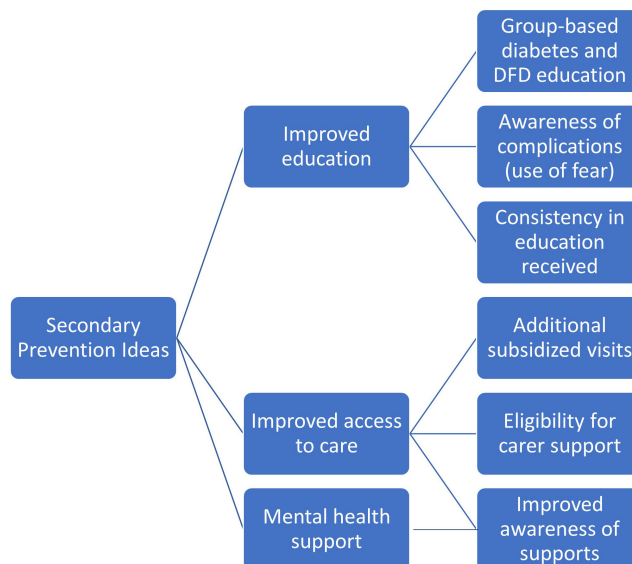 Group-based
diabetes and
DFD education
Improved
education
Awareness of
complications
(use of fear)
Consistency in
education
received
Secondary
Prevention Ideas
Additional
subsidized visits
Improved access
to care
Eligibility for
carer support
Mental health
support
Improved
awareness of
supports